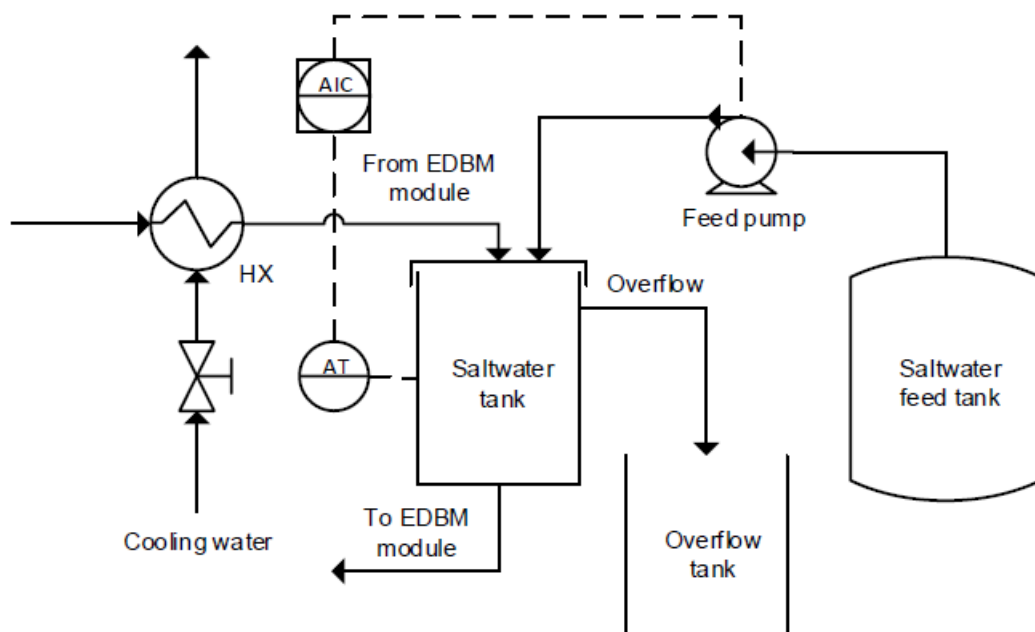 AIC
From EDBM
module
Feed pump
HX
Overflow
AT
Saltwater
tank
Saltwater
feed tank
To EDBM
module
Cooling water
Overflow
tank